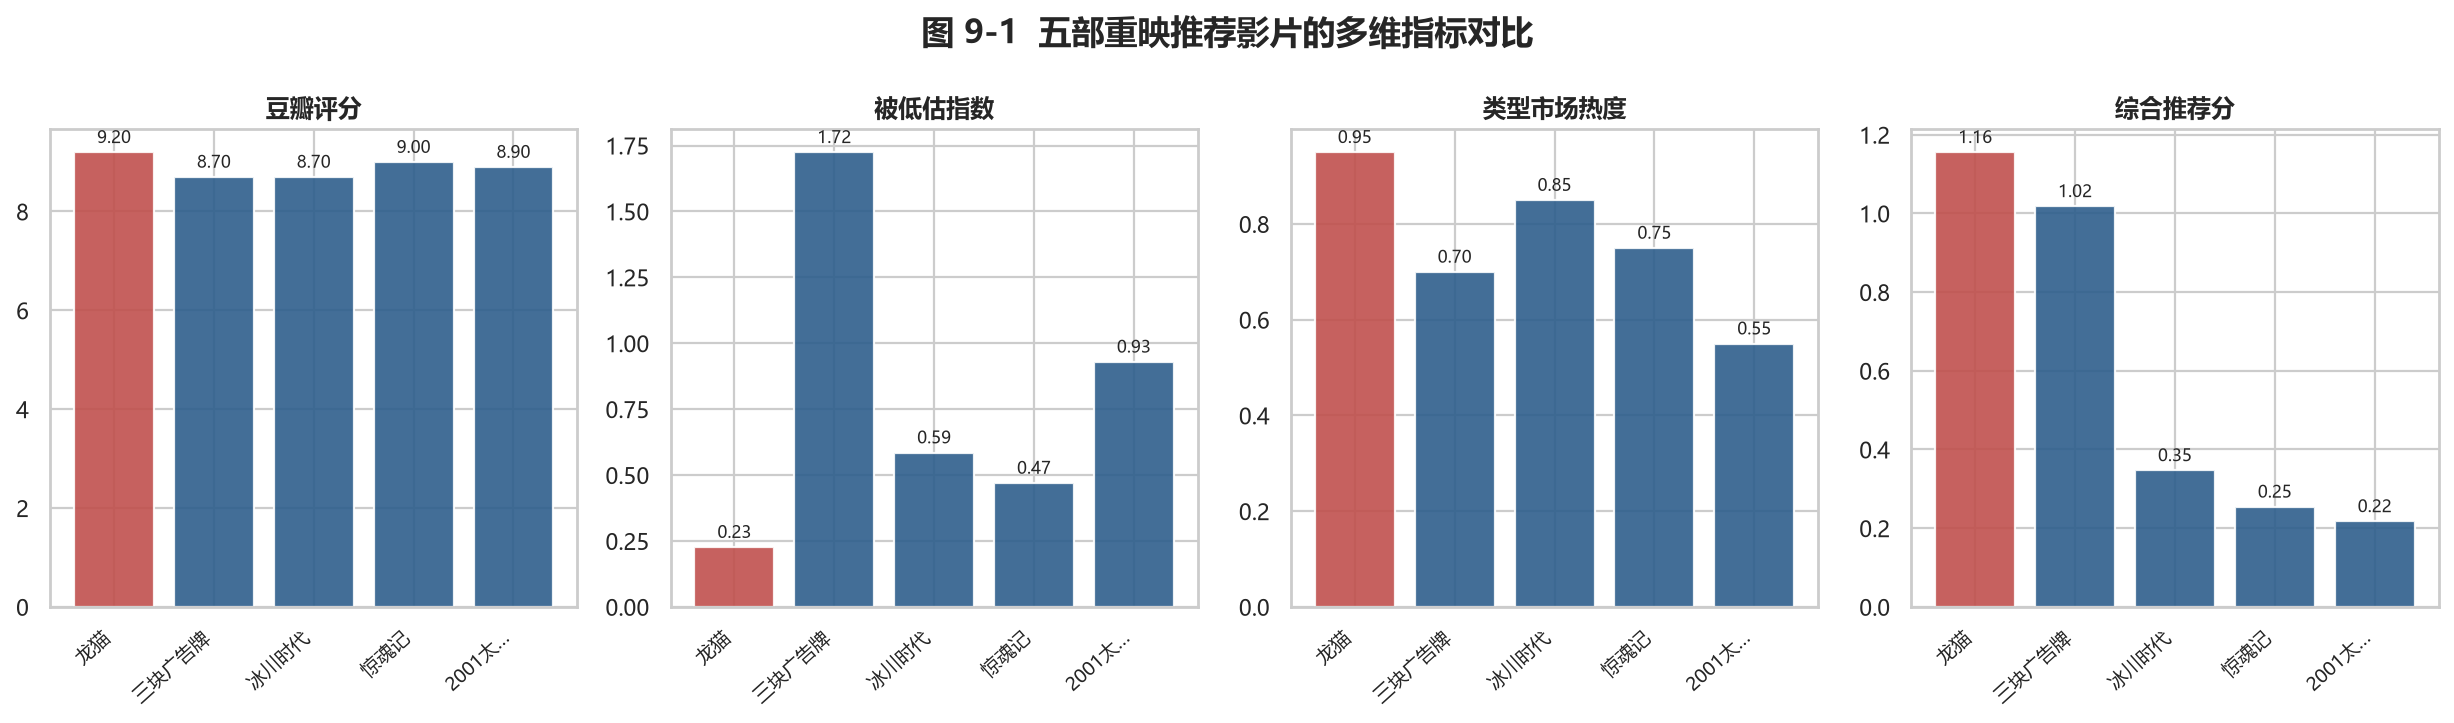 图 9-1 五部重映推荐影片的多维指标对比
豆瓣评分
9.20
8.70
8.70
9.00
8.90
8
6
4
2
0
龙猫
三块广告牌
冰川时代
惊魂记
2001太...
被低估指数
1.75
1.50
1.25
1.00
0.75
0.50
0.25
0.00
0.23
1.72
0.59
0.47
0.93
龙猫
三块广告牌
冰川时代
惊魂记
2001太...
类型市场热度
0.8
0.6
0.4
0.2
0.0
0.95
0.70
0.85
0.75
0.55
龙猫
三块广告牌
冰川时代
惊魂记
2001太...
综合推荐分
1.2
1.0
0.8
0.6
0.4
0.2
0.0
1.16
1.02
0.35
0.25
0.22
龙猫
三块广告牌
冰川时代
惊魂记
2001太...